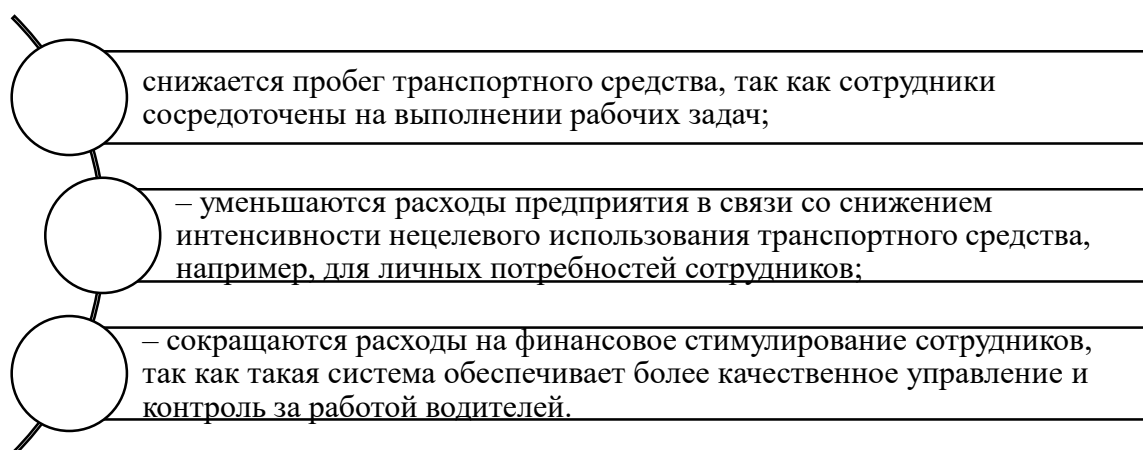 снижается пробег транспортного средства, так как сотрудники
сосредоточены на выполнении рабочих задач;
– уменьшаются расходы предприятия в связи со снижением
интенсивности нецелевого использования транспортного средства,
например, для личных потребностей сотрудников;
– сокращаются расходы на финансовое стимулирование сотрудников,
так как такая система обеспечивает более качественное управление и
контроль за работой водителей.